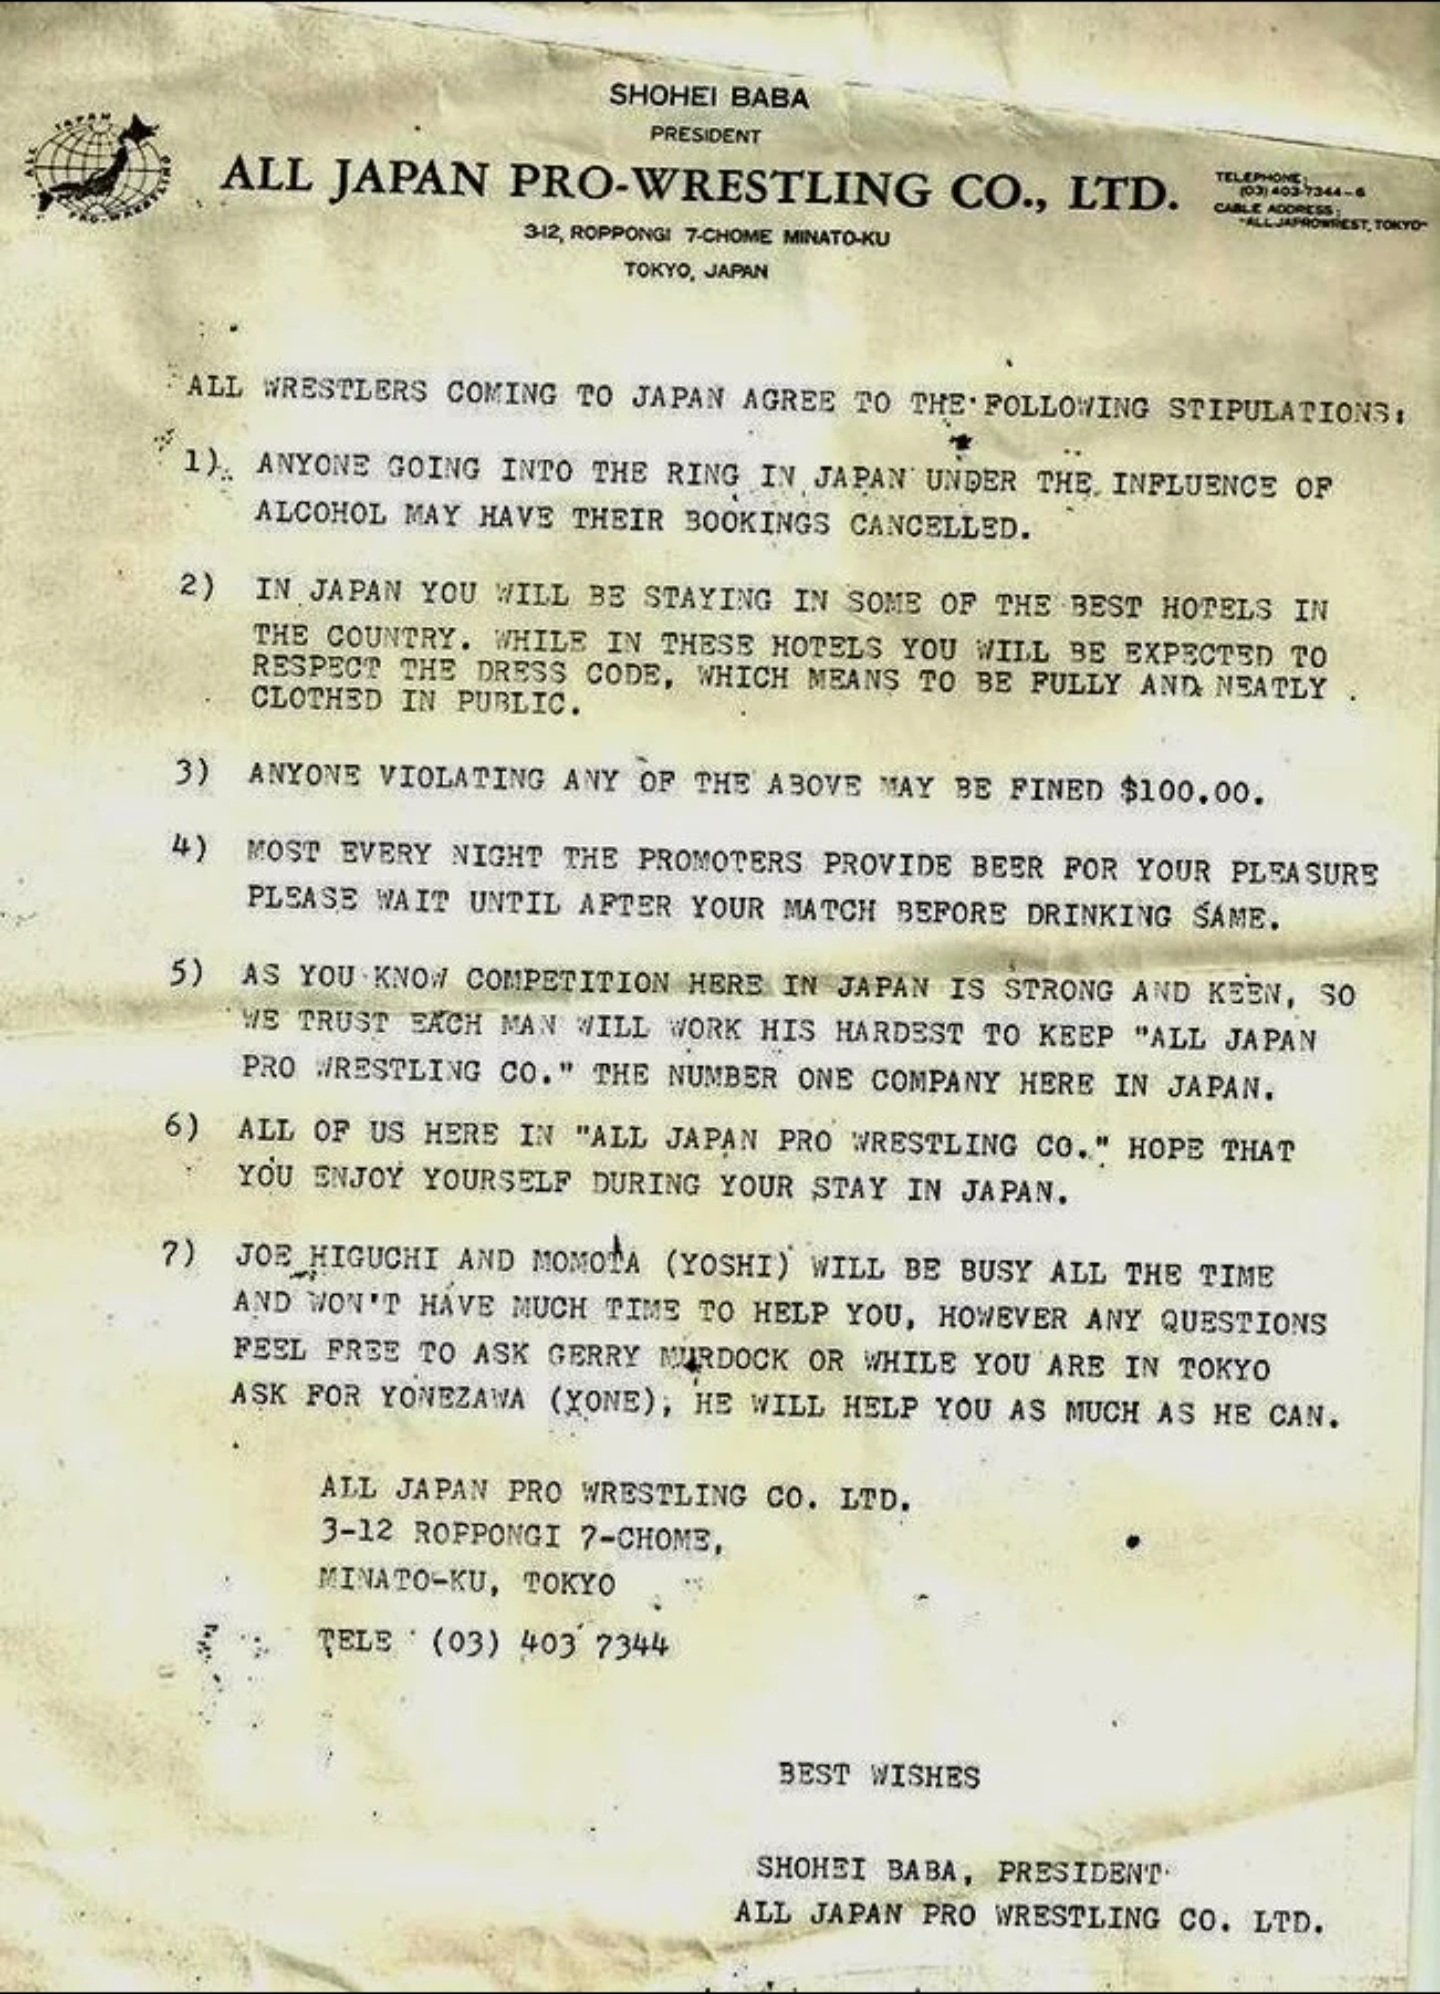 SHOHEI BABA
PRESIDENT
ALL JAPAN PRO-WRESTLING CO., LTD.
ALL JAPAN PRO-WRESTLING
TELEPHONE;
(03) 403-7344-6
CABLE ADDRESS;
"ALLJAPROWREST, TOKYO"
3-12, ROPPONGI 7-CHOME MINATO-KU
TOKYO, JAPAN
ALL WRESTLERS COMING TO JAPAN AGREE TO THE FOLLOWING STIPULATIONS:
1). ANYONE GOING INTO THE RING IN JAPAN UNDER THE INFLUENCE OF
ALCOHOL MAY HAVE THEIR BOOKINGS CANCELLED.
2) IN JAPAN YOU WILL BE STAYING IN SOME OF THE BEST HOTELS IN
THE COUNTRY. WHILE IN THESE HOTELS YOU WILL BE EXPECTED TO
RESPECT THE DRESS CODE, WHICH MEANS TO BE FULLY AND NEATLY
CLOTHED IN PUBLIC.
3) ANYONE VIOLATING ANY OF THE ABOVE MAY BE FINED $100.00.
4) MOST EVERY NIGHT THE PROMOTERS PROVIDE BEER FOR YOUR PLEASURE
PLEASE WAIT UNTIL AFTER YOUR MATCH BEFORE DRINKING SAME.
5) AS YOU KNOW COMPETITION HERE IN JAPAN IS STRONG AND KEEN, SO
WE TRUST EACH MAN WILL WORK HIS HARDEST TO KEEP "ALL JAPAN
PRO WRESTLING CO." THE NUMBER ONE COMPANY HERE IN JAPAN.
6) ALL OF US HERE IN "ALL JAPAN PRO WRESTLING CO." HOPE THAT
YOU ENJOY YOURSELF DURING YOUR STAY IN JAPAN.
7) JOE HIGUCHI AND MOMOTA (YOSHI) WILL BE BUSY ALL THE TIME
AND WON'T HAVE MUCH TIME TO HELP YOU, HOWEVER ANY QUESTIONS
FEEL FREE TO ASK GERRY MURDOCK OR WHILE YOU ARE IN TOKYO
ASK FOR YONEZAWA (YONE), HE WILL HELP YOU AS MUCH AS HE CAN.
ALL JAPAN PRO WRESTLING CO. LTD.
3-12 ROPPONGI 7-CHOME,
MINATO-KU, TOKYO
TELE (03) 403 7344
BEST WISHES
SHOHEI BABA, PRESIDENT
ALL JAPAN PRO WRESTLING CO. LTD.